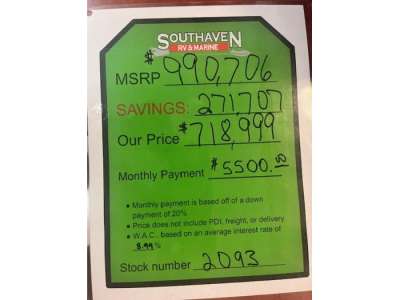 SOUTHAVEN
RV & MARINE
MSRP $990,706
SAVINGS: 271,707
Our Price $718,999
Monthly Payment $5500.00
• Monthly payment is based off of a down
payment of 20%
• Price does not include PDI, freight, or delivery
• W.A.C., based on an average interest rate of
8.99%
Stock number 2093